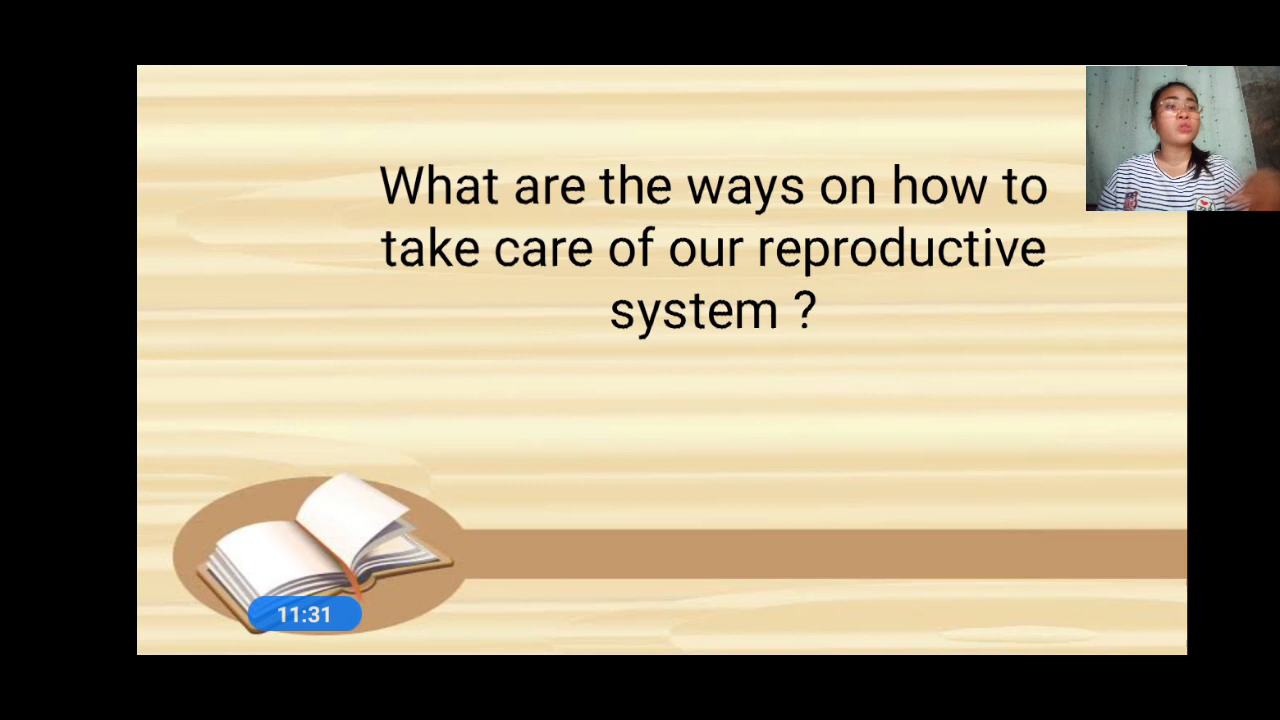 What are the ways on how to
take care of our reproductive
system ?
11:31